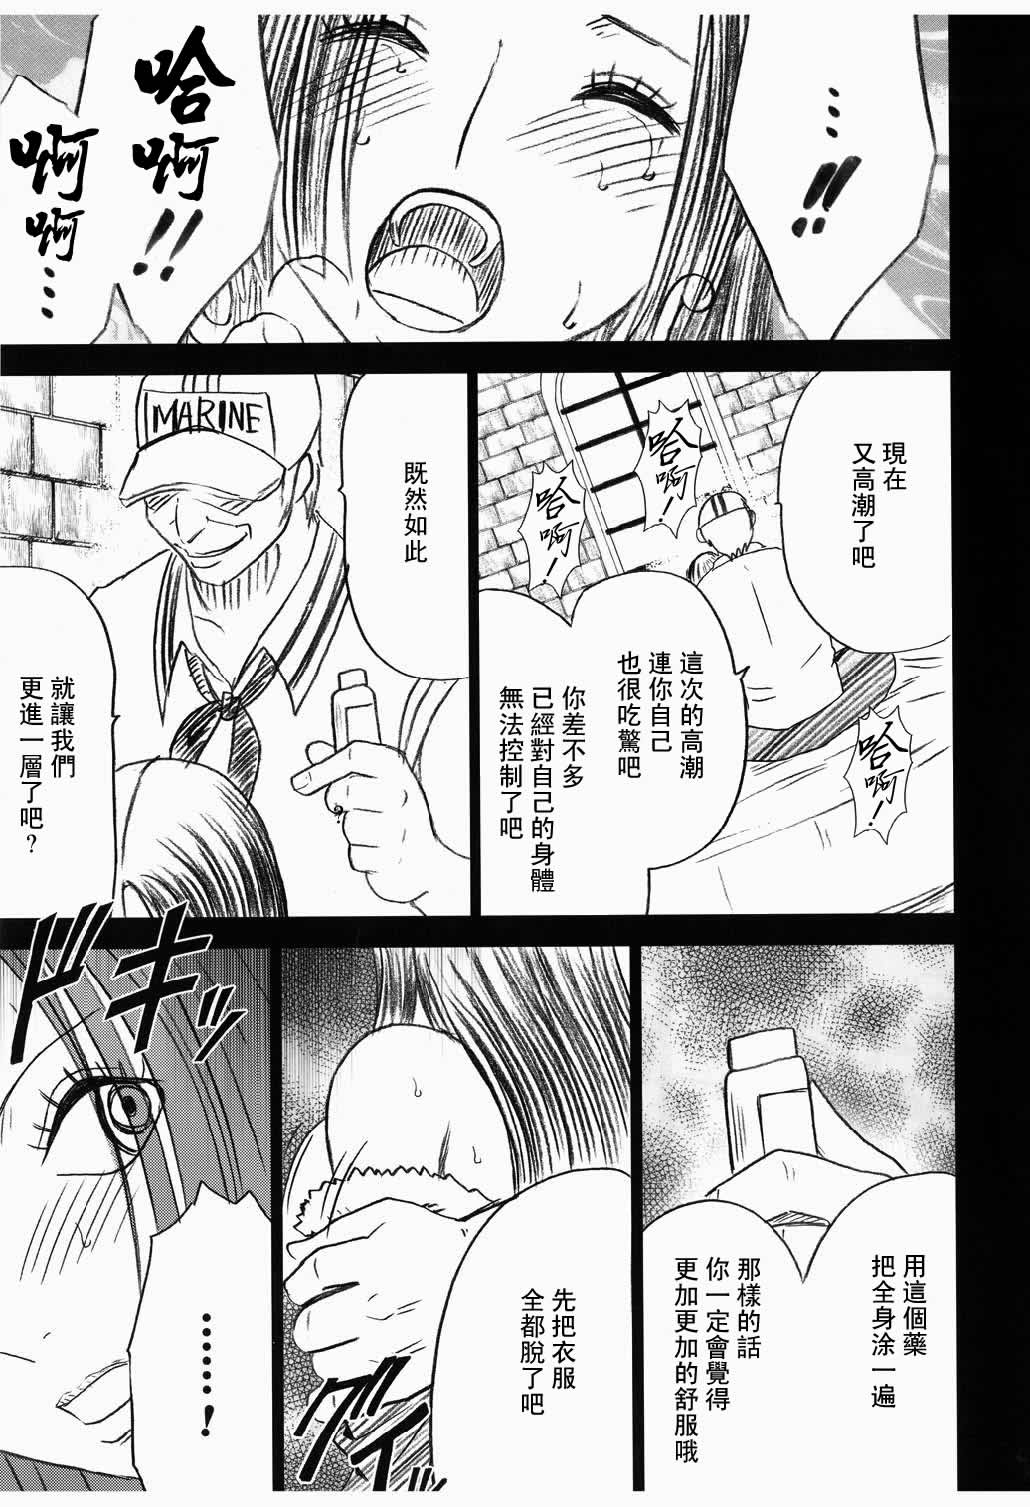 …!!
哈啊!!
啊啊…
現在
又高潮了吧
哈啊!
哈啊!
這次的高潮
連你自己
也很吃驚吧
你差不多
已經對自己的身體
無法控制了吧
哈啊!
既然如此
MARINE
就讓我們
更進一層了吧?
用這個藥
把全身涂一遍
那樣的話
你一定會覺得
更加更加的舒服哦
先把衣服
全都脫了吧
グイ
ドキッ
……!